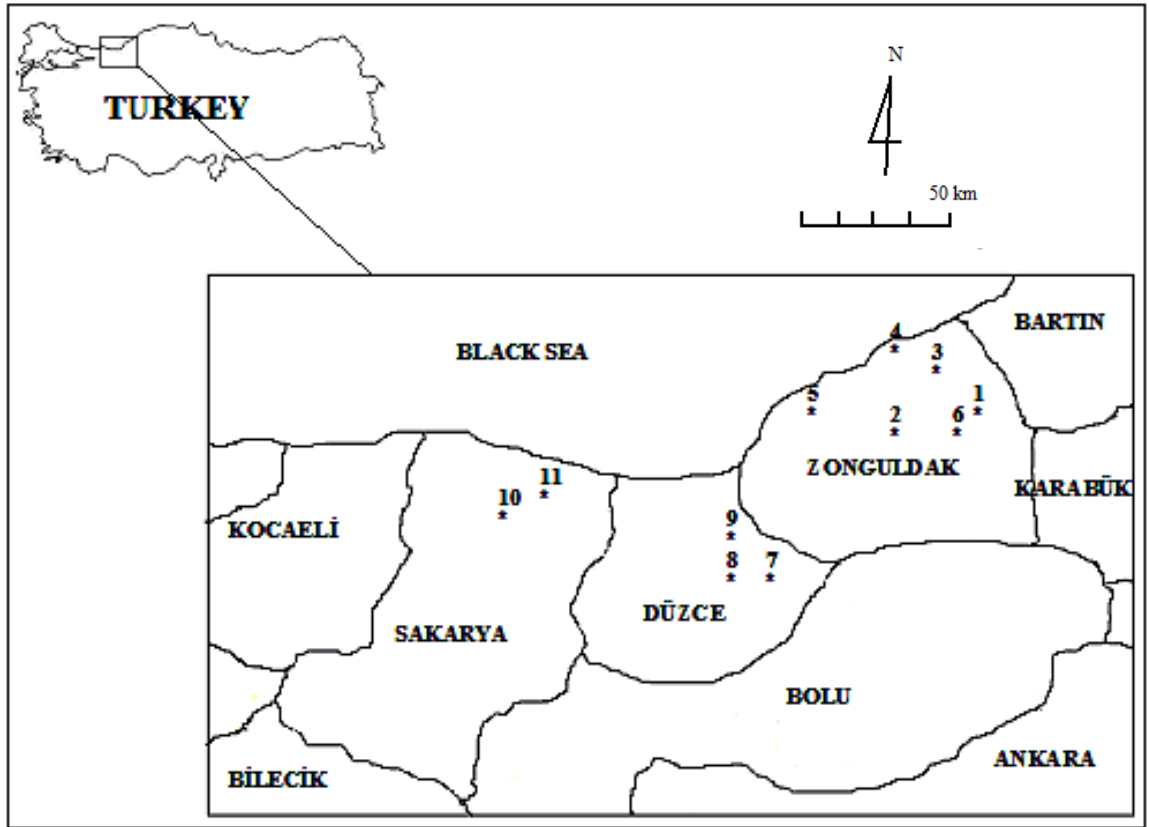 N
TURKEY
50 km
BARTIN
4
BLACK SEA
3
5
1
2
6
ZONGULDAK
KARABÜK
11
10
9
KOCAELİ
8
7
DÜZCE
SAKARYA
BOLU
ANKARA
BİLECİK